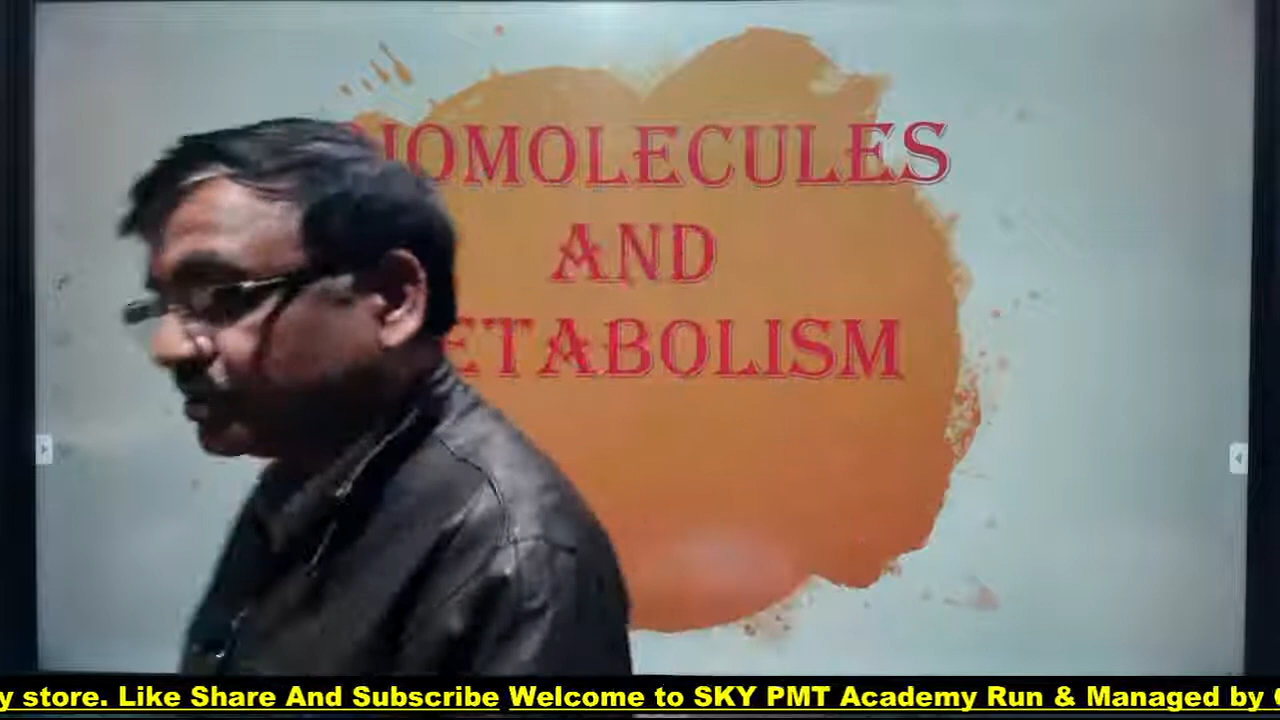 IOMOLECULES
AND
ETABOLISM
y store. Like Share And Subscribe Welcome to SKY PMT Academy Run & Managed by